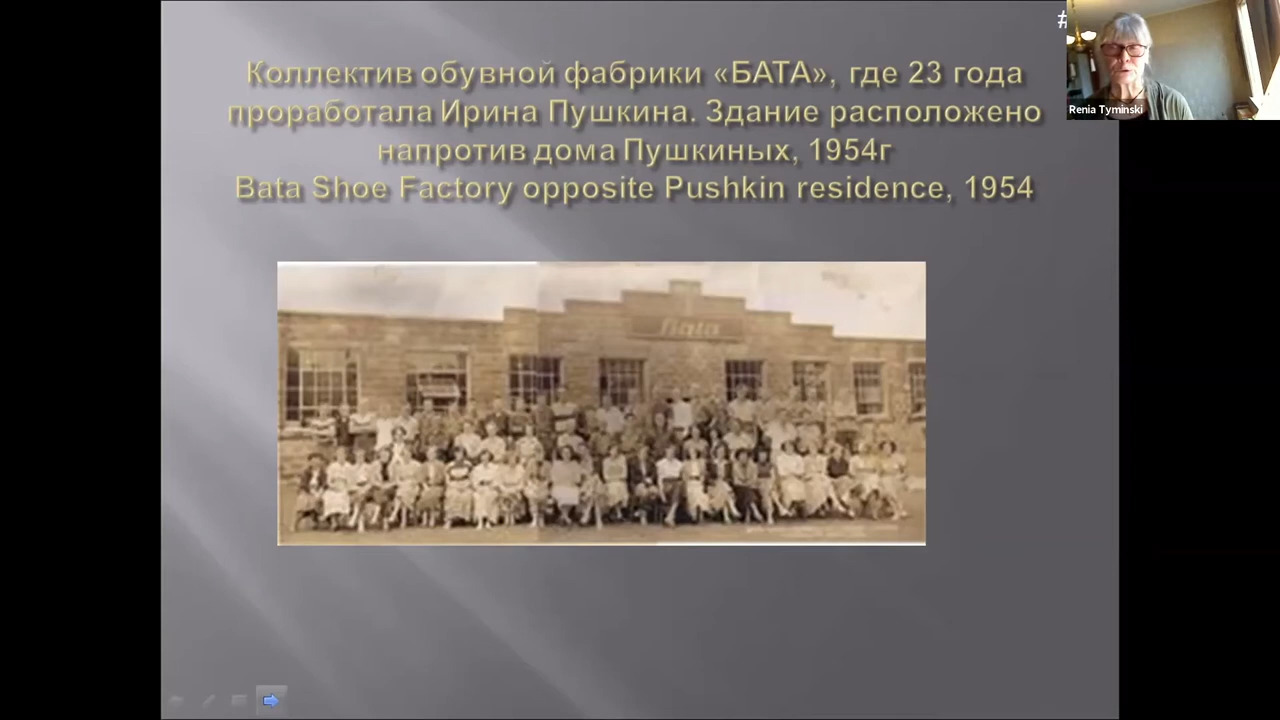 Коллектив обувной фабрики «БАТА», где 23 года
проработала Ирина Пушкина. Здание расположено
напротив дома Пушкиных, 1954г
Bata Shoe Factory opposite Pushkin residence, 1954
Bata
#
Renia Tyminski